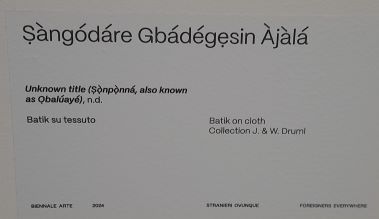 Ṣàngódáre Gbádégẹsin Àjàlá
Unknown title (Ṣọ̀npọ̀nná, also known
as Ọbalúayé), n.d.
Batik su tessuto
Batik on cloth
Collection J. & W. Druml
BIENNALE ARTE 2024 STRANIERI OVUNQUE FOREIGNERS EVERYWHERE